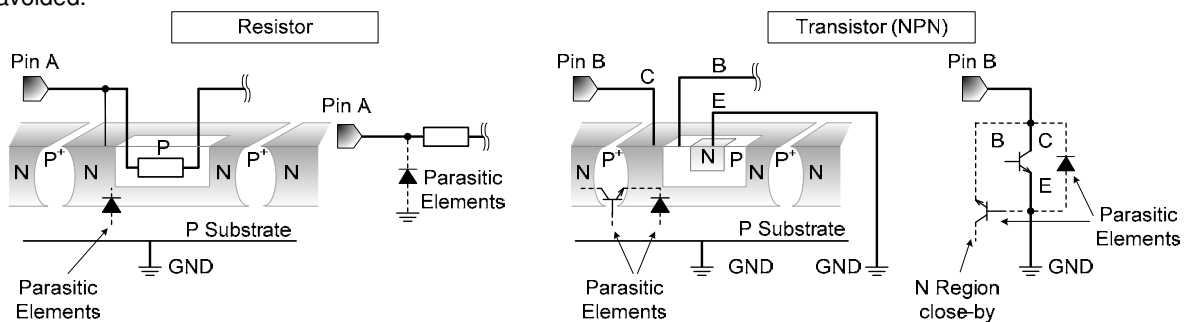 avoided.
Resistor
Transistor (NPN)
Pin A
Pin A
N
P+
N
P
N
P+
N
Parasitic
Elements
P Substrate
GND
Parasitic
Elements
Pin B
C
B
E
N
P+
N
N
P
N
P+
N
P Substrate
GND
GND
Parasitic
Elements
Pin B
B
C
E
Parasitic
Elements
GND
N Region
close-by